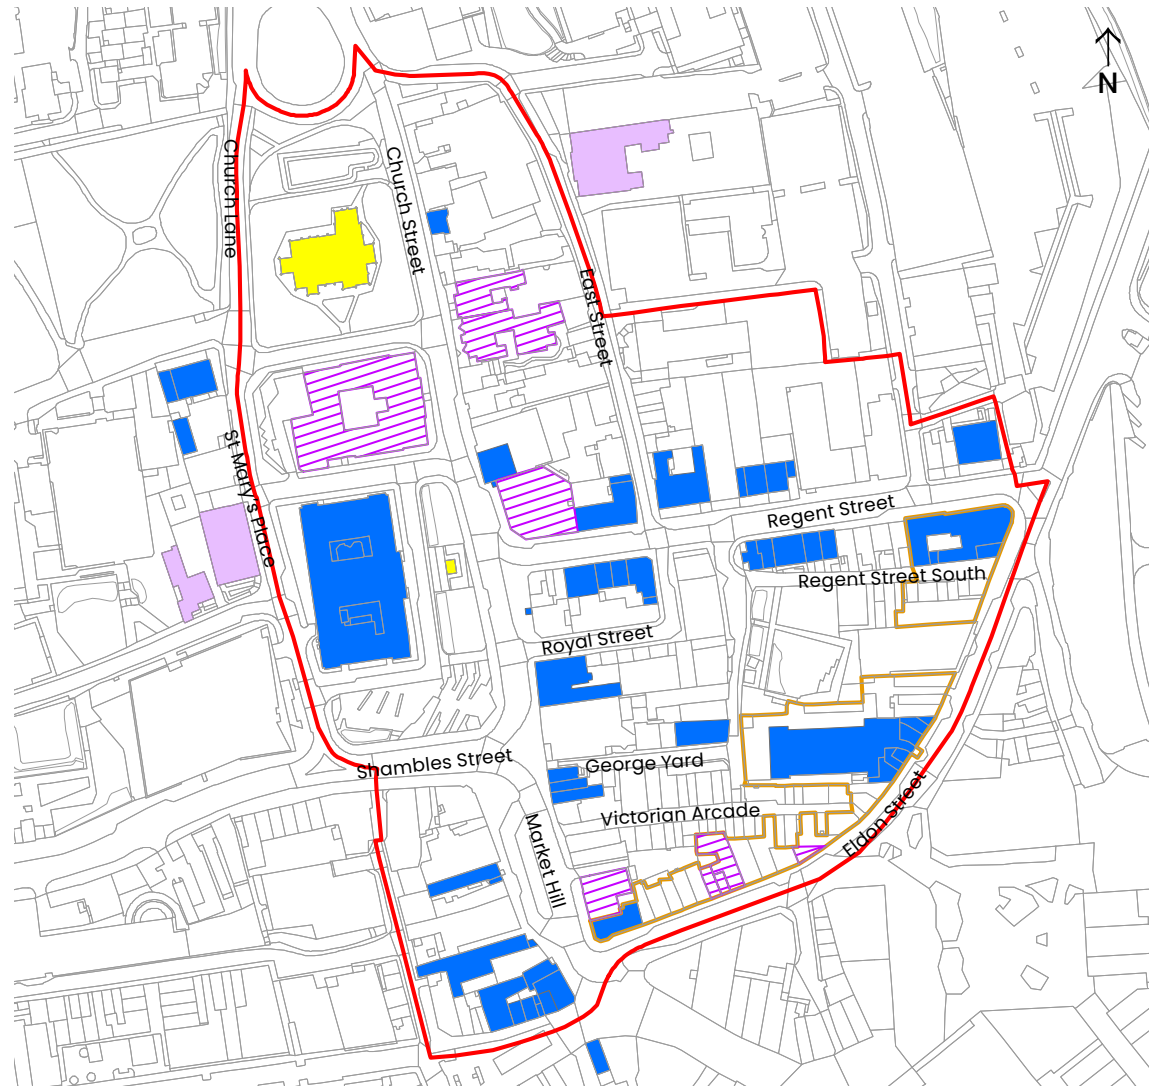 N
Church Lane
Church Street
East Street
St Mary's Place
Regent Street
Regent Street South
Royal Street
Shambles Street
George Yard
Victorian Arcade
Market Hill
Eldon Street